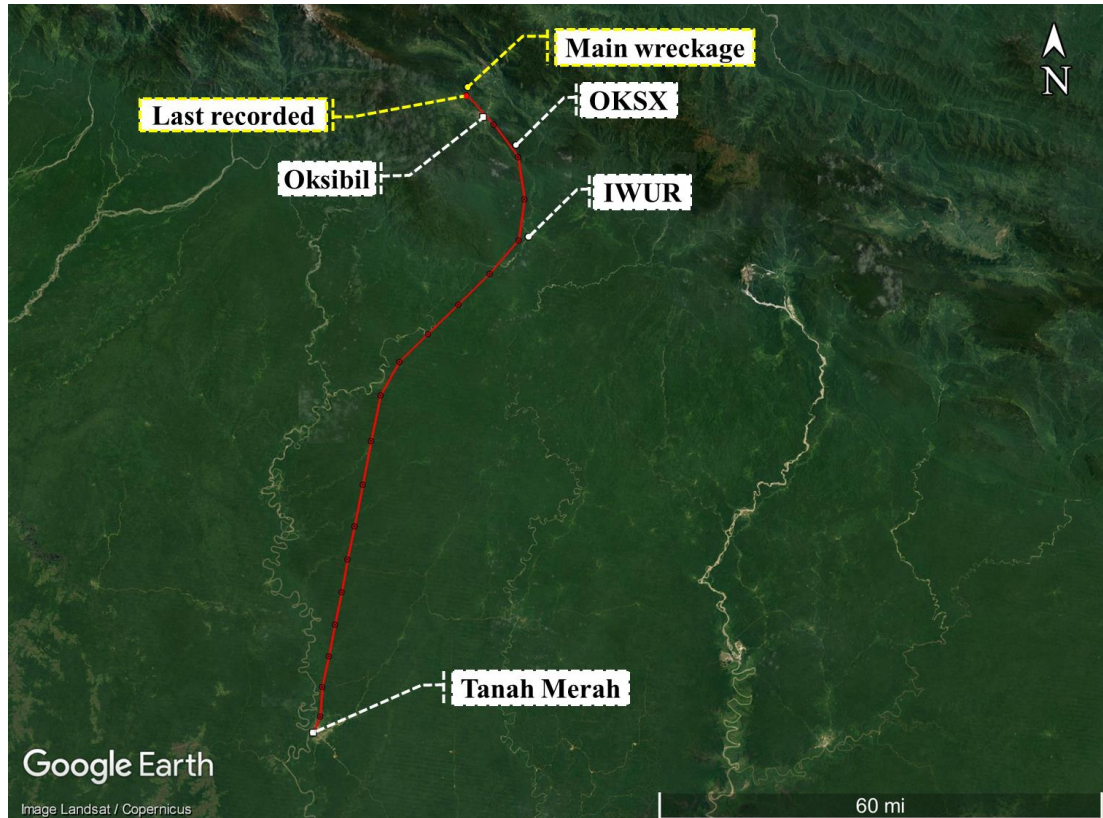 Main wreckage
N
Last recorded
OKSX
Oksibil
IWUR
Tanah Merah
Google Earth
Image Landsat / Copernicus
60 mi